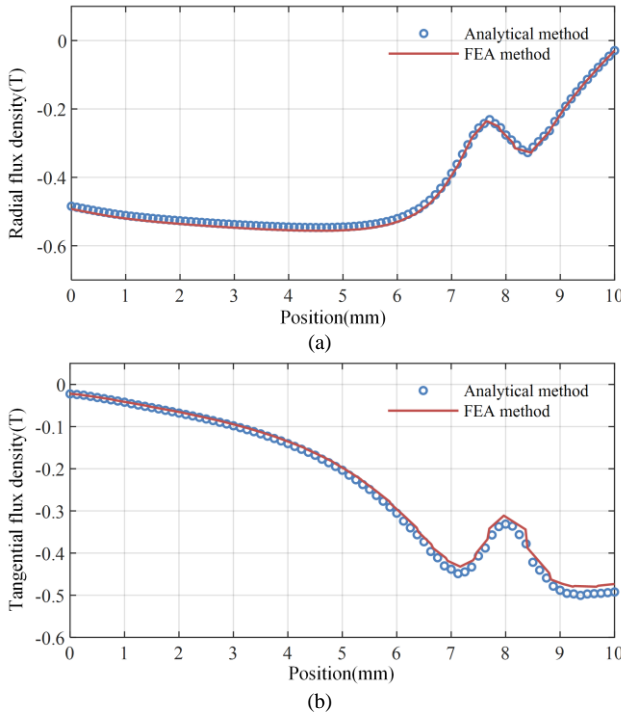 0
-0.2
-0.4
-0.6
Radial flux density(T)
Analytical method
FEA method
0 1 2 3 4 5 6 7 8 9 10
Position(mm)
(a)
0
-0.1
-0.2
-0.3
-0.4
-0.5
-0.6
Tangential flux density(T)
Analytical method
FEA method
0 1 2 3 4 5 6 7 8 9 10
Position(mm)
(b)